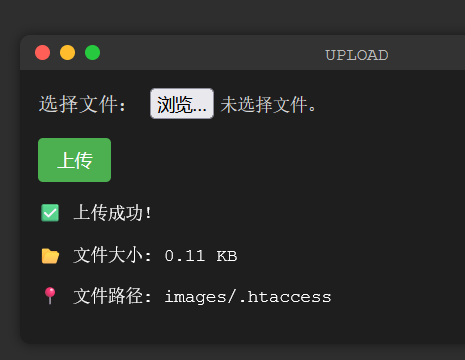 UPLOAD
选择文件： 浏览... 未选择文件。
上传
✅ 上传成功！
📂 文件大小：0.11 KB
📍 文件路径：images/.htaccess